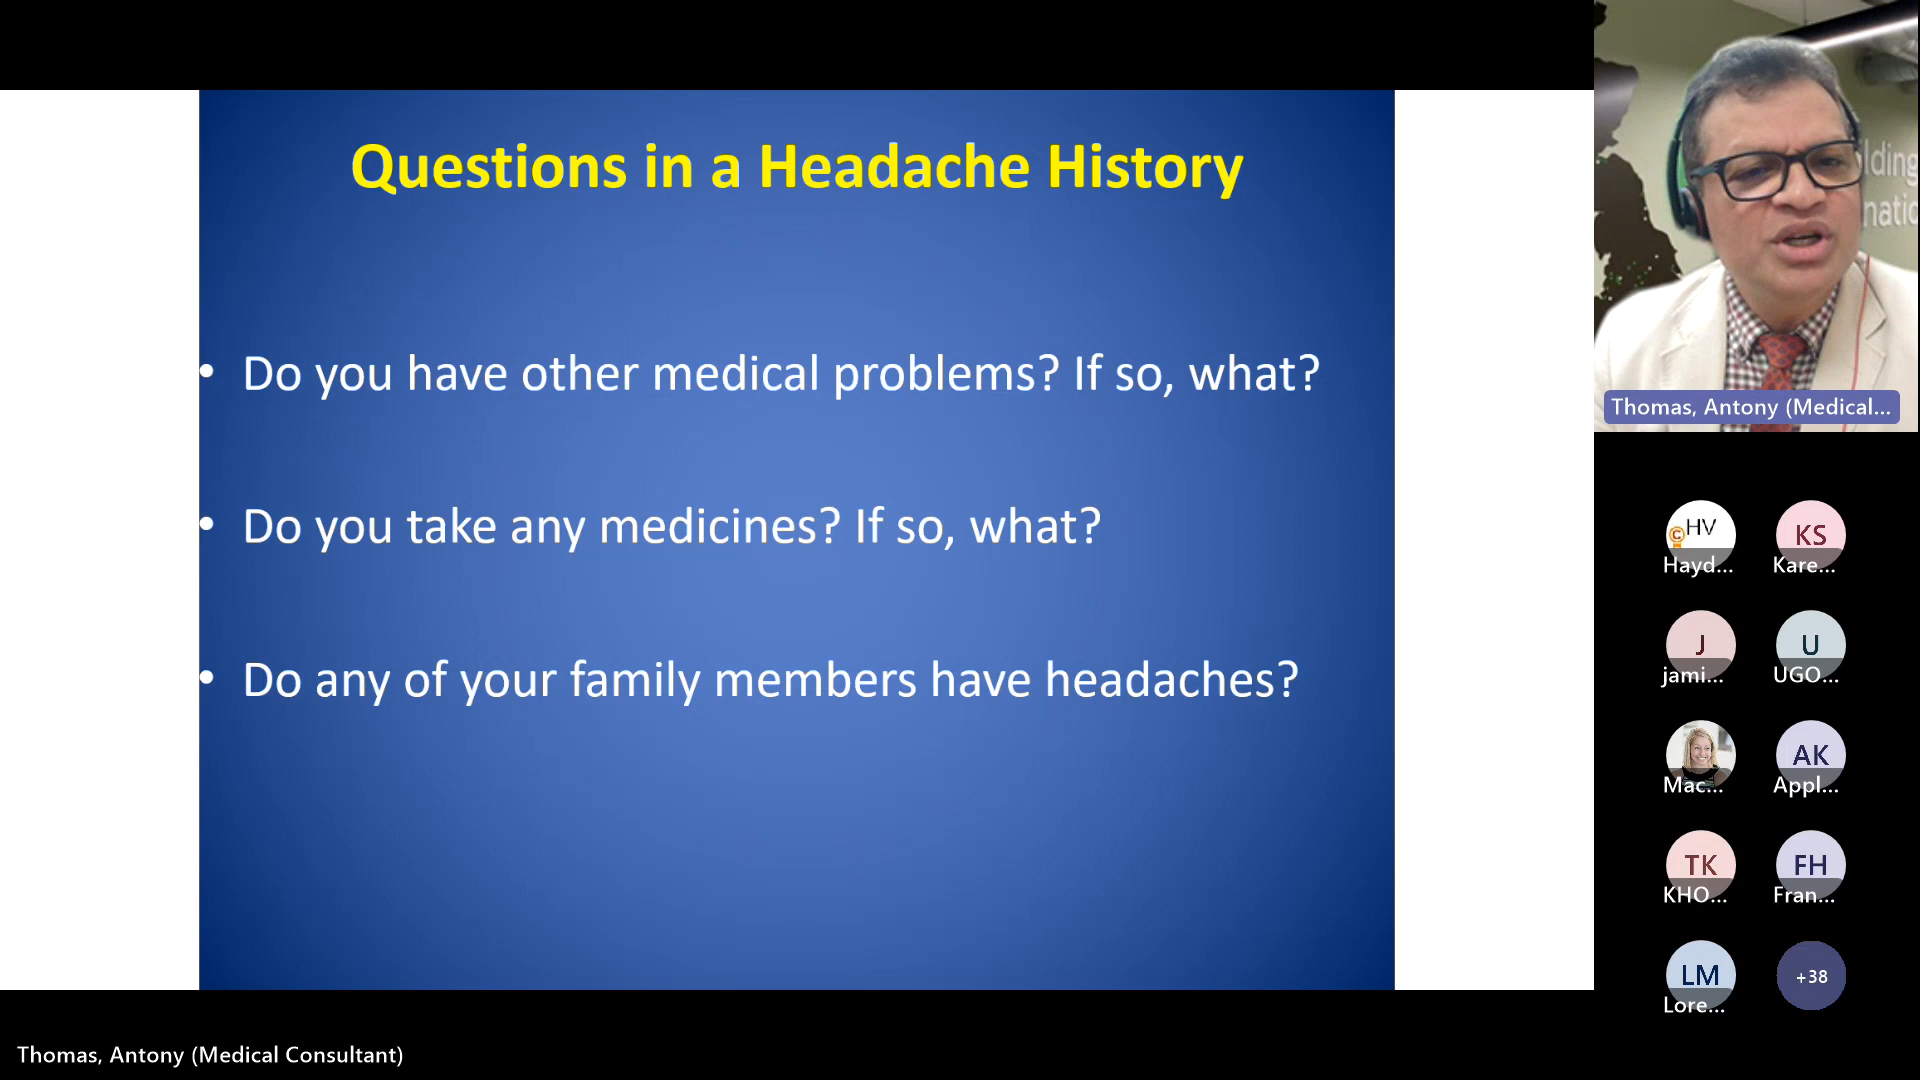 Questions in a Headache History
• Do you have other medical problems? If so, what?
• Do you take any medicines? If so, what?
• Do any of your family members have headaches?
lding
natio
Thomas, Antony (Medical...
HV
Hayd...
KS
Kare...
J
jami...
U
UGO...
Mac...
AK
Appl...
TK
KHO...
FH
Fran...
LM
Lore...
+38
Thomas, Antony (Medical Consultant)